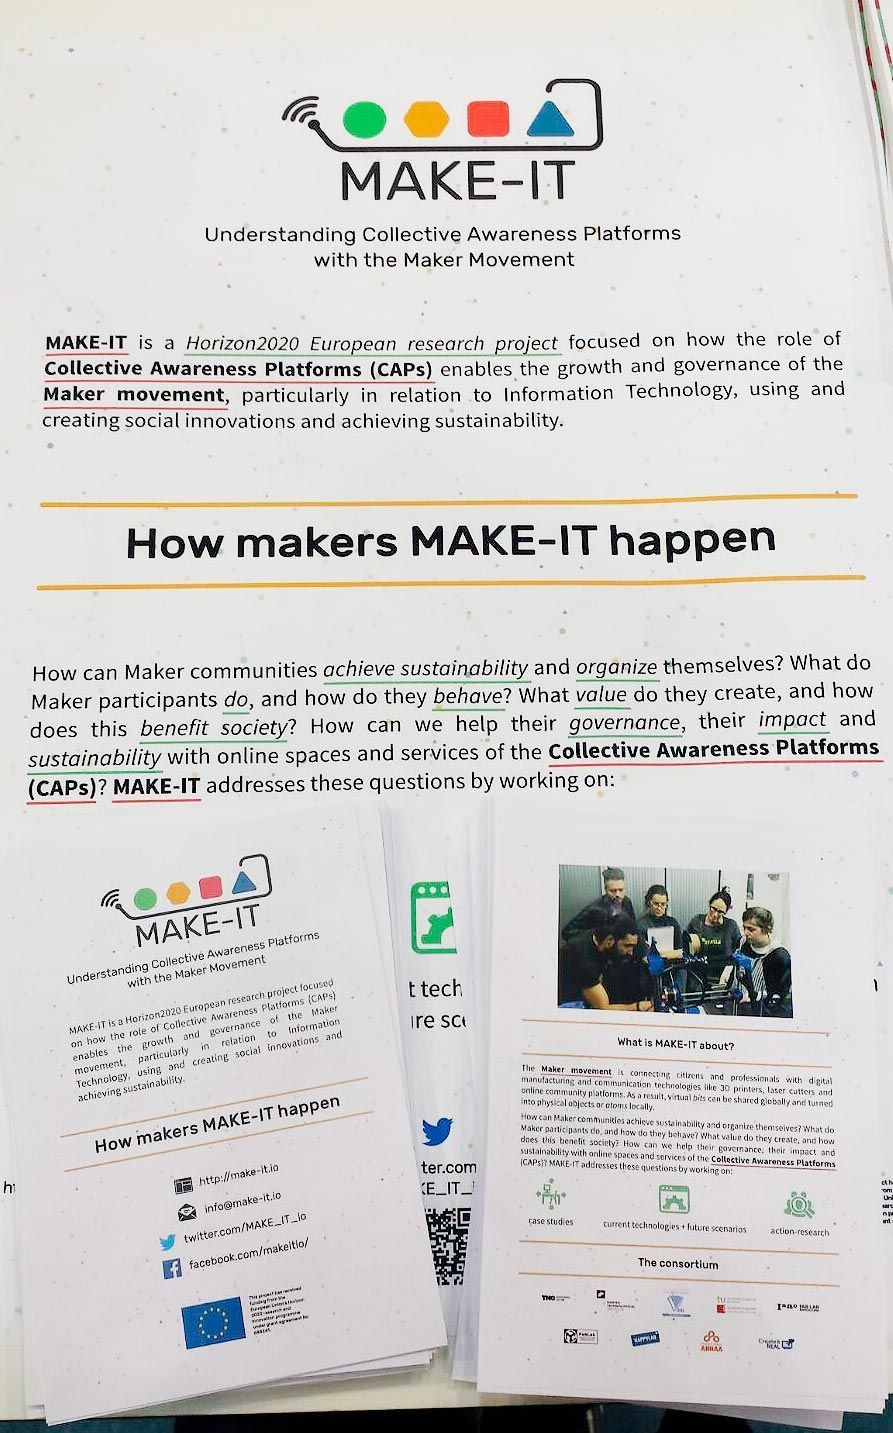 MAKE-IT
Understanding Collective Awareness Platforms
with the Maker Movement
MAKE-IT is a Horizon2020 European research project focused on how the role of
Collective Awareness Platforms (CAPs) enables the growth and governance of the
Maker movement, particularly in relation to Information Technology, using and
creating social innovations and achieving sustainability.
How makers MAKE-IT happen
How can Maker communities achieve sustainability and organize themselves? What do
Maker participants do, and how do they behave? What value do they create, and how
does this benefit society? How can we help their governance, their impact and
sustainability with online spaces and services of the Collective Awareness Platforms
(CAPs)? MAKE-IT addresses these questions by working on:
MAKE-IT
Understanding Collective Awareness Platforms
with the Maker Movement
MAKE-IT is a Horizon2020 European research project focused
on how the role of Collective Awareness Platforms (CAPs)
enables the growth and governance of the Maker
movement, particularly in relation to Information
Technology, using and creating social innovations and
achieving sustainability.
How makers MAKE-IT happen
http://make-it.io
info@make-it.io
twitter.com/MAKE_IT_io
facebook.com/makeitio/
This project has received
funding from the
European Union's Horizon
2020 research and
innovation programme
under grant agreement No
t tech
re sc
ter.com
KE_IT_
What is MAKE-IT about?
The Maker movement is connecting citizens and professionals with digital
manufacturing and communication technologies like 3D printers, laser cutters and
online community platforms. As a result, virtual bits can be shared globally and turned
into physical objects or atoms locally.
How can Maker communities achieve sustainability and organize themselves? What do
Maker participants do, and how do they behave? What value do they create, and how
does this benefit society? How can we help their governance, their impact and
sustainability with online spaces and services of the Collective Awareness Platforms
(CAPs)? MAKE-IT addresses these questions by working on:
case studies
current technologies + future scenarios
action-research
The consortium
TNO
tu
Iaac FAB LAB
FABLAB
HAPPYLAB
AHHAA
Create it REAL